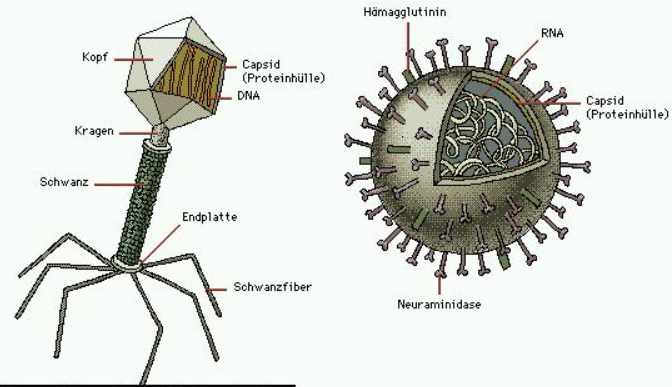 Kopf
Capsid
(Proteinhülle)
DNA
Kragen
Schwanz
Endplatte
Schwanzfiber
Hämagglutinin
RNA
Capsid
(Proteinhülle)
Neuraminidase